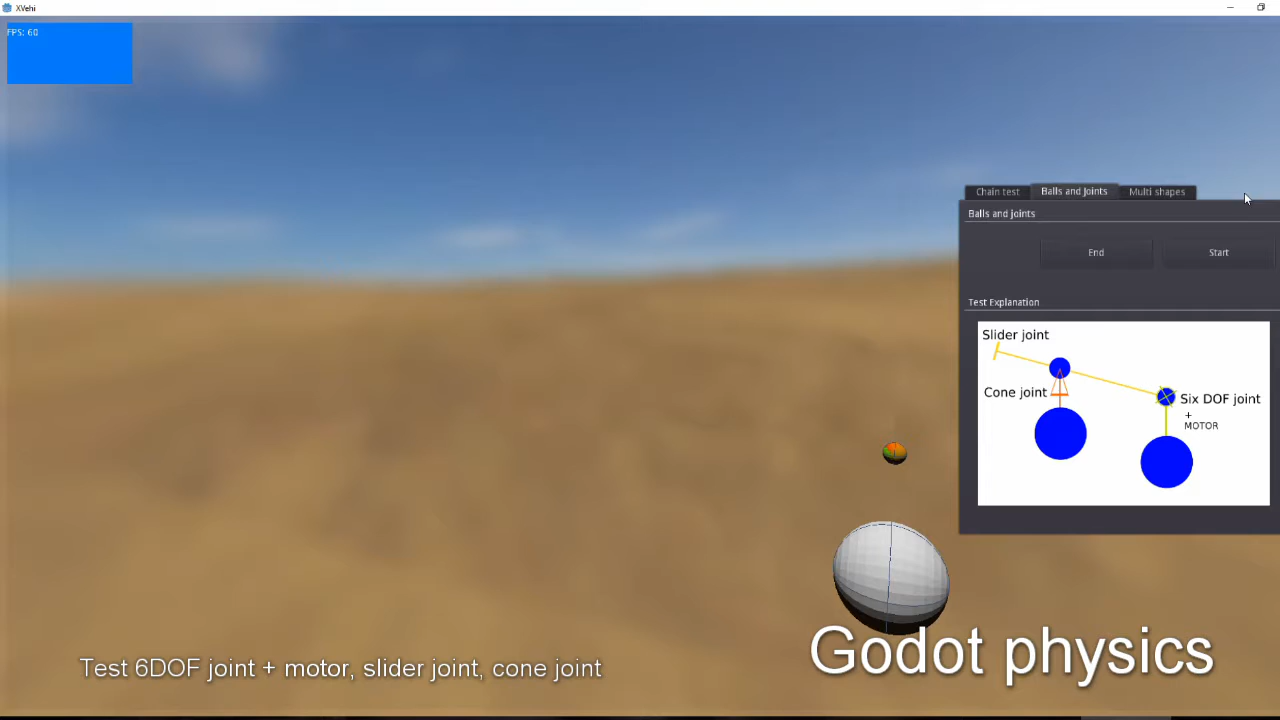 XVehi
FPS: 60
Chain test
Balls and joints
Multi shapes
Balls and joints
End
Start
Test Explanation
Slider joint
Cone joint
Six DOF joint
+
MOTOR
Godot physics
Test 6DOF joint + motor, slider joint, cone joint